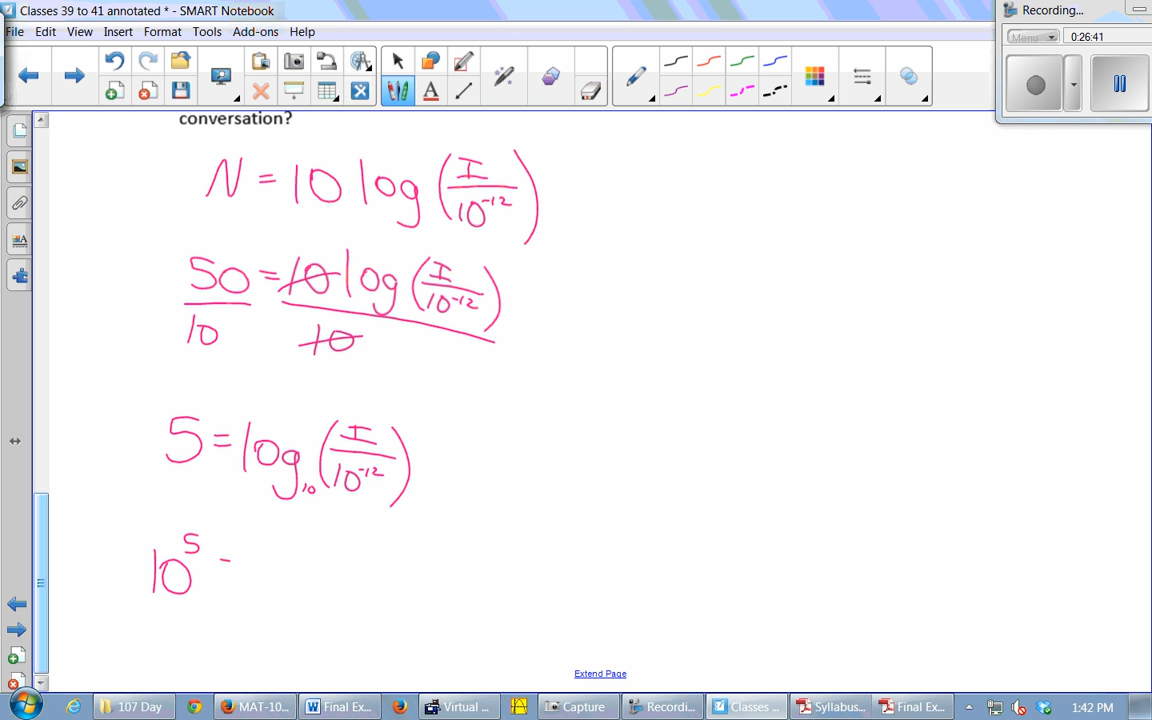 Classes 39 to 41 annotated * - SMART Notebook
Recording...
File Edit View Insert Format Tools Add-ons Help
Menu 0:26:41
conversation?
N = 10 log (I/10^-12)
50/10 = 10 log (I/10^-12)/10
5 = log_10 (I/10^-12)
10^5 -
Extend Page
107 Day MAT-10... Final Ex... Virtual ... Capture Recordi... Classes ... Syllabus... Final Ex... 1:42 PM